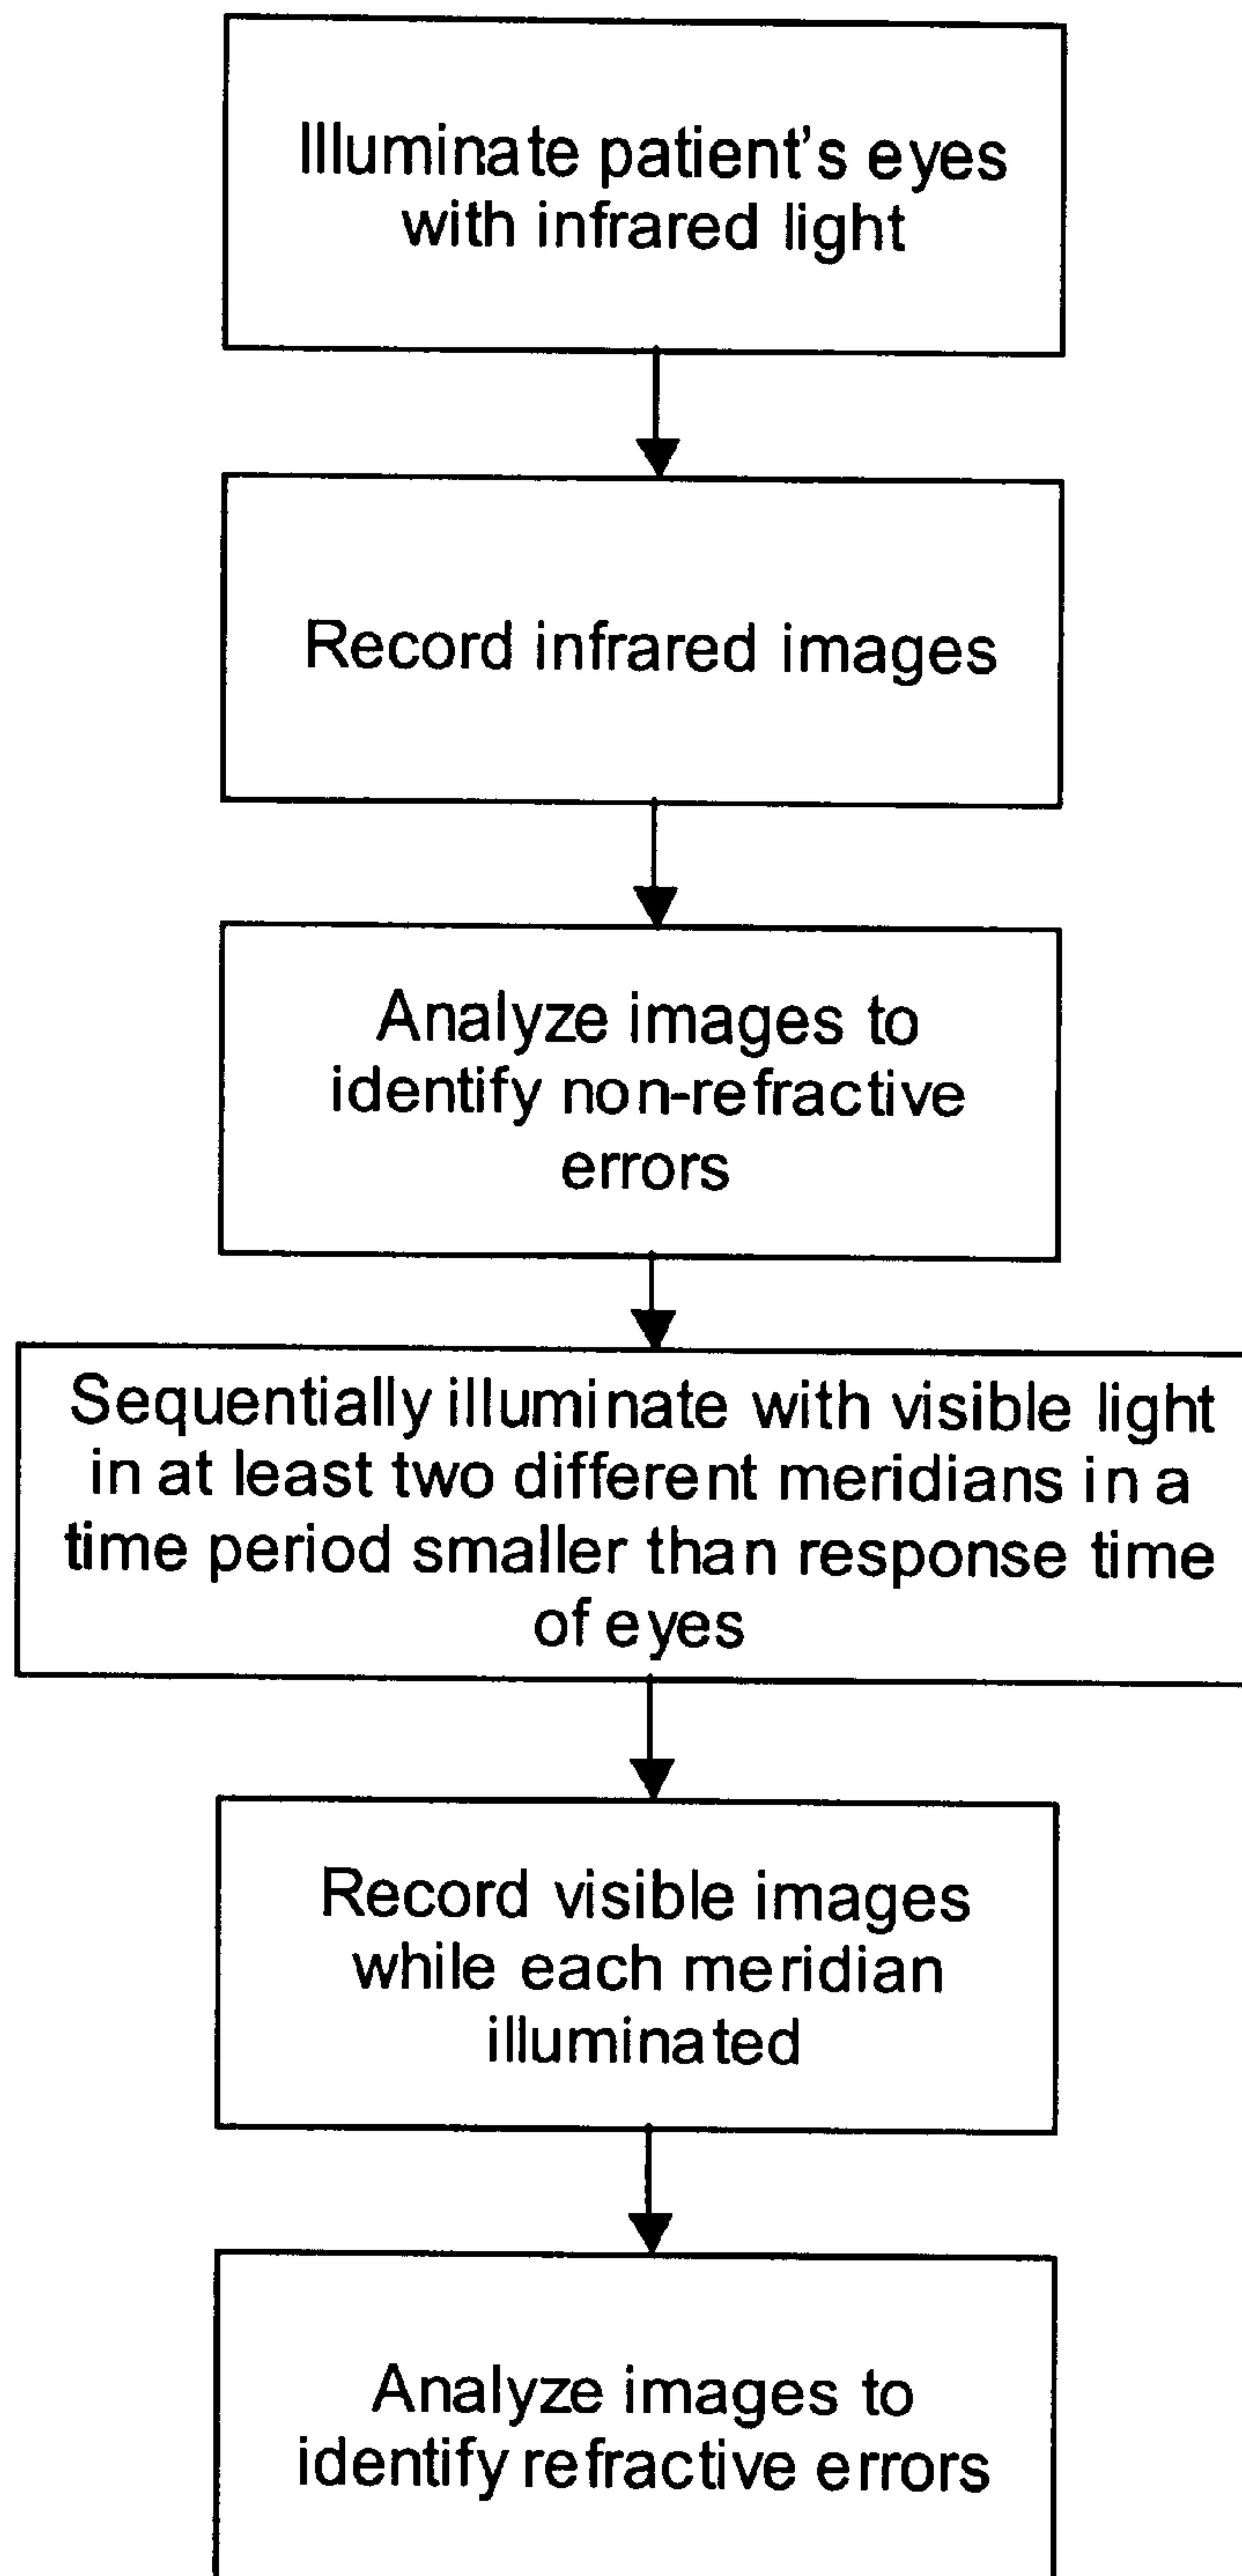 Illuminate patient's eyes
with infrared light
Record infrared images
Analyze images to
identify non-refractive
errors
Sequentially illuminate with visible light
in at least two different meridians in a
time period smaller than response time
of eyes
Record visible images
while each meridian
illuminated
Analyze images to
identify refractive errors